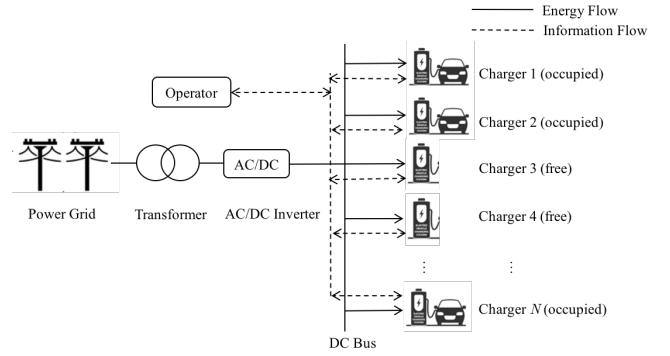 Energy Flow
Information Flow
Charger 1 (occupied)
Operator
Charger 2 (occupied)
AC/DC
Charger 3 (free)
Power Grid
Transformer
AC/DC Inverter
Charger 4 (free)
⋮
⋮
Charger N (occupied)
DC Bus